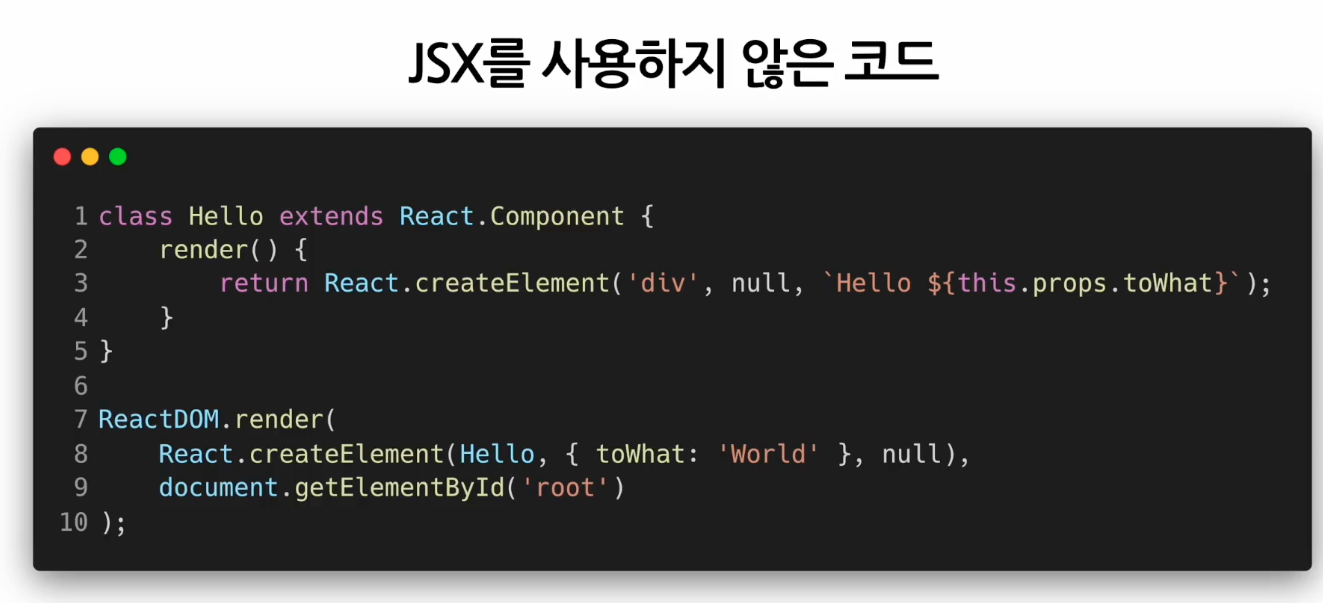 JSX를 사용하지 않은 코드
1 class Hello extends React.Component {
2     render() {
3         return React.createElement('div', null, `Hello ${this.props.toWhat}`);
4     }
5 }
6
7 ReactDOM.render(
8     React.createElement(Hello, { toWhat: 'World' }, null),
9     document.getElementById('root')
10 );